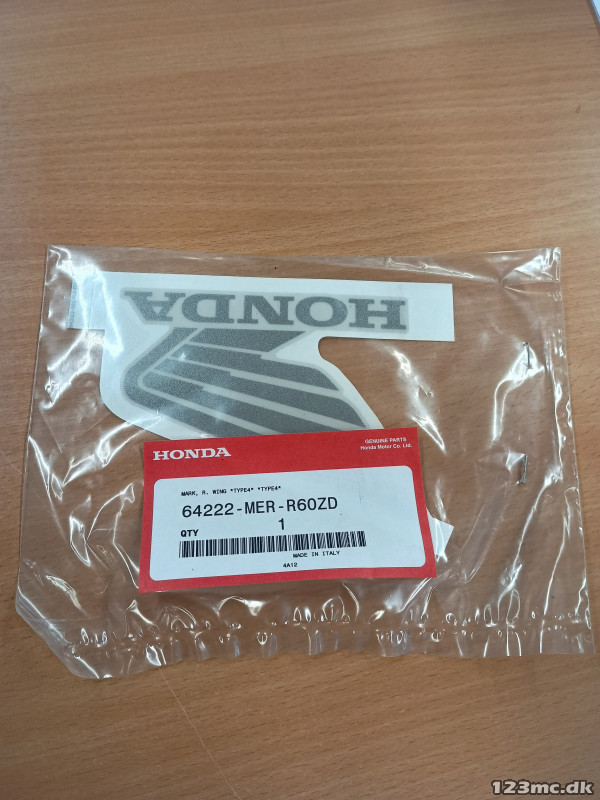 HONDA
HONDA
GENUINE PARTS
Honda Motor Co. Ltd.
MARK, R. WING *TYPE4* *TYPE4*
64222-MER-R60ZD
QTY 1
MADE IN ITALY
4A12
123mc.dk